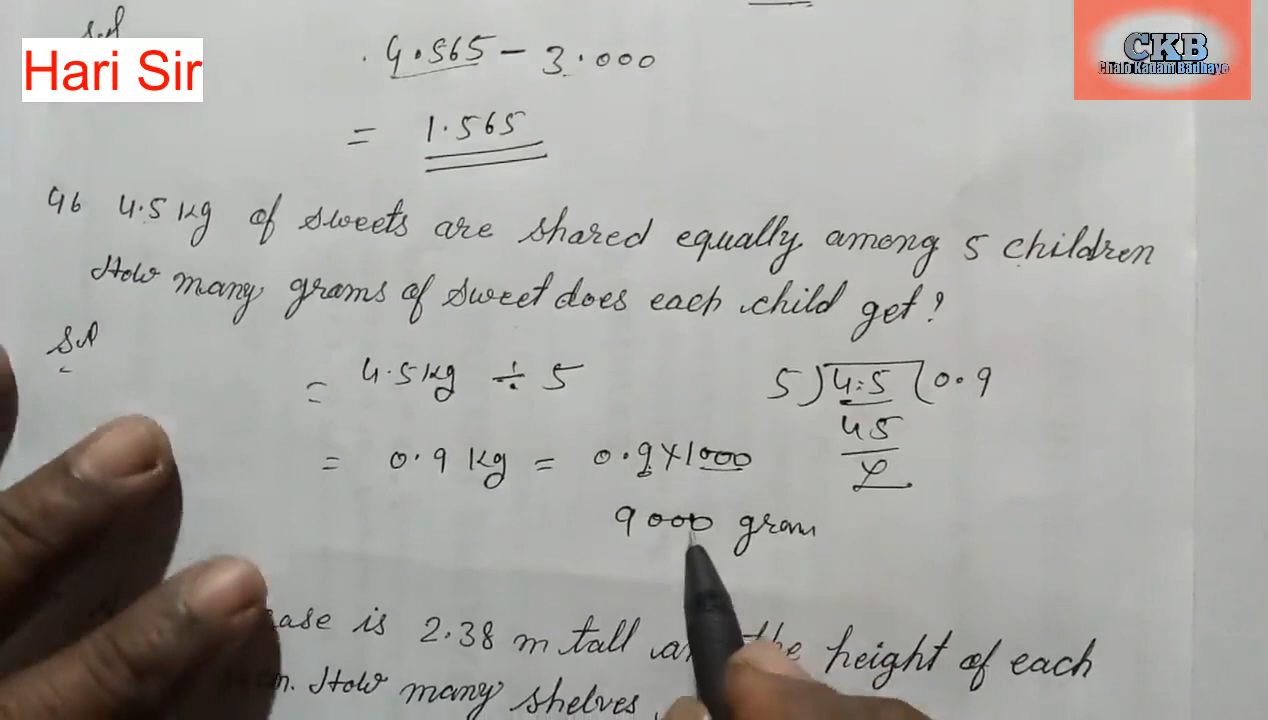 Hari Sir
CKB
Chalo Kadam Badhaye
4.565 - 3.000
= 1.565
46 4.5 kg of sweets are shared equally among 5 children
How many grams of sweet does each child get?
Sol
= 4.5 kg ÷ 5
5)4.5(0.9
45
= 0.9 kg = 0.9×1000
9000 gram
is 2.38 m tall the height of each
How many shelves